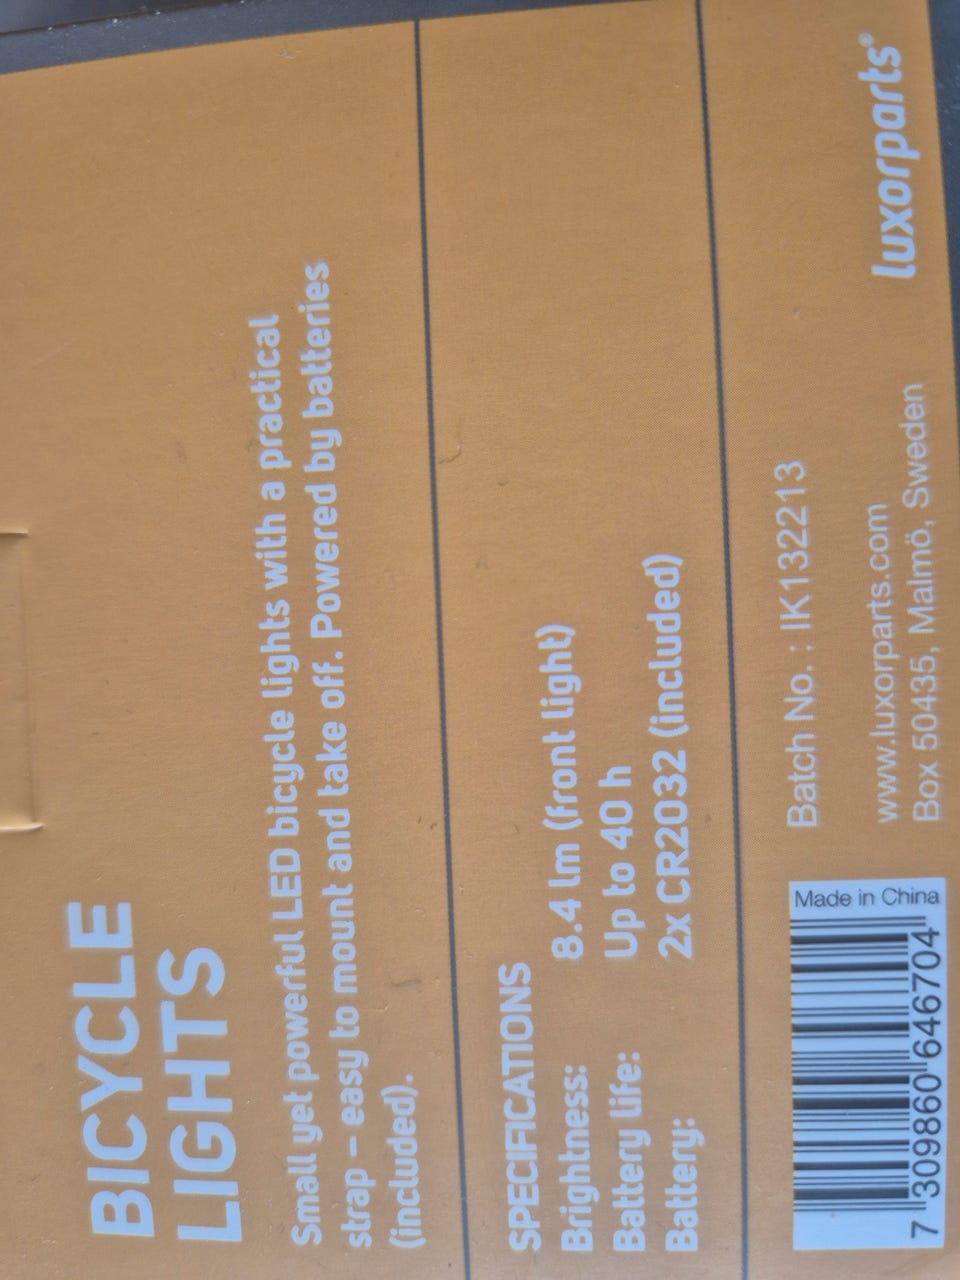 BICYCLE
LIGHTS
Small yet powerful LED bicycle lights with a practical
strap – easy to mount and take off. Powered by batteries
(included).
SPECIFICATIONS
Brightness: 8.4 lm (front light)
Battery life: Up to 40 h
Battery: 2x CR2032 (included)
Made in China
7 309860 646704
Batch No. : IK132213
www.luxorparts.com
Box 50435, Malmö, Sweden
luxorparts®